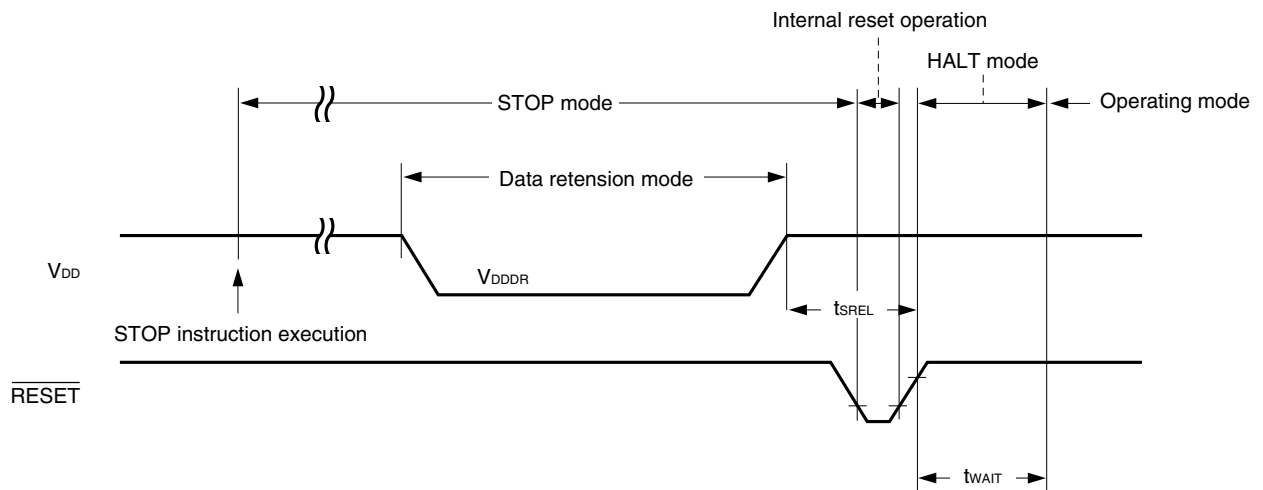 Internal reset operation
HALT mode
STOP mode
Operating mode
Data retension mode
VDD
VDDDR
tSREL
STOP instruction execution
RESET
tWAIT